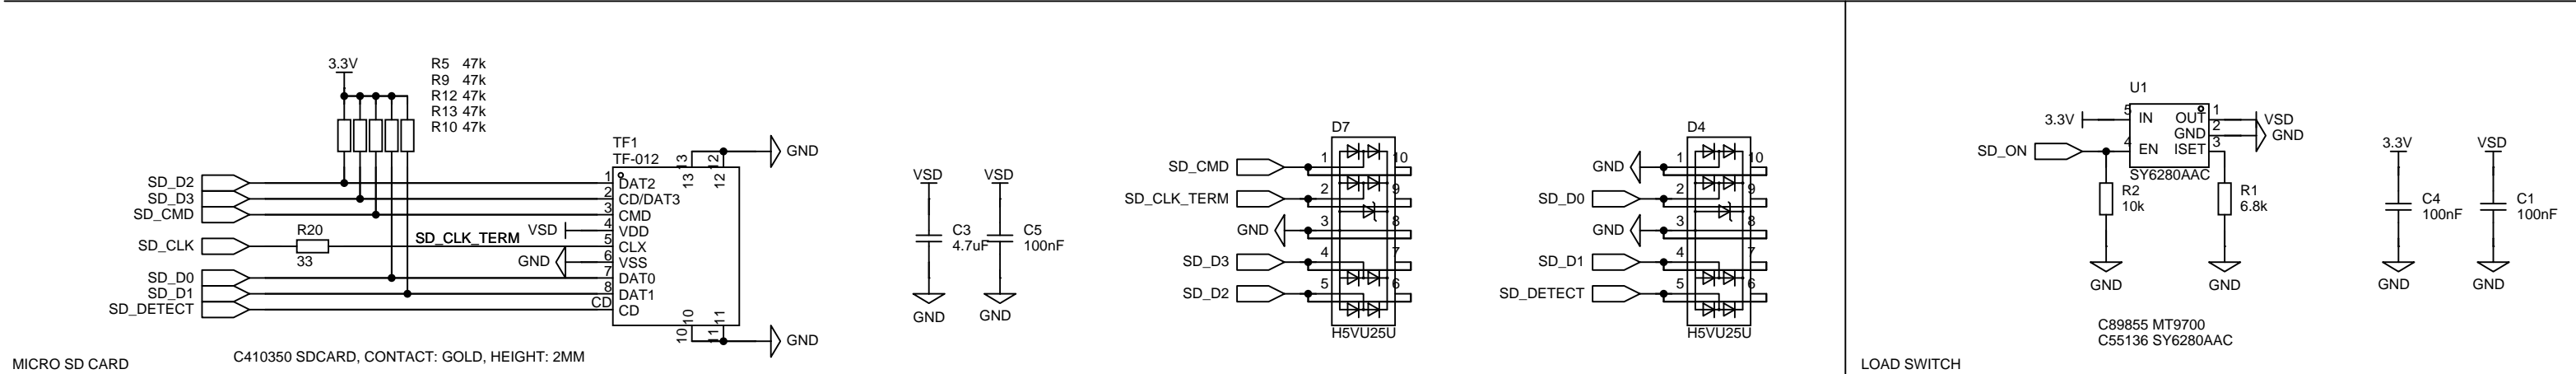 3.3V
R5 47k
R9 47k
R12 47k
R13 47k
R10 47k
TF1
TF-012
13
12
13
12
GND
SD_D2
SD_D3
SD_CMD
SD_CLK
SD_D0
SD_D1
SD_DETECT
R20
33
SD_CLK_TERM
VSD
GND
1 DAT2
2 CD/DAT3
3 CMD
4 VDD
5 CLX
6 VSS
7 DAT0
8 DAT1
CD CD
10
11
10
11
GND
C410350 SDCARD, CONTACT: GOLD, HEIGHT: 2MM
MICRO SD CARD
VSD
C3
4.7uF
GND
VSD
C5
100nF
GND
D7
SD_CMD 1 10
SD_CLK_TERM 2 9
GND 3 8
SD_D3 4 7
SD_D2 5 6
H5VU25U
D4
GND 1 10
SD_D0 2 9
GND 3 8
SD_D1 4 7
SD_DETECT 5 6
H5VU25U
U1
3.3V 5 IN OUT 1 VSD
GND 2 GND
SD_ON 4 EN ISET 3
SY6280AAC
R2
10k
GND
R1
6.8k
GND
C89855 MT9700
C55136 SY6280AAC
3.3V
C4
100nF
GND
VSD
C1
100nF
GND
LOAD SWITCH